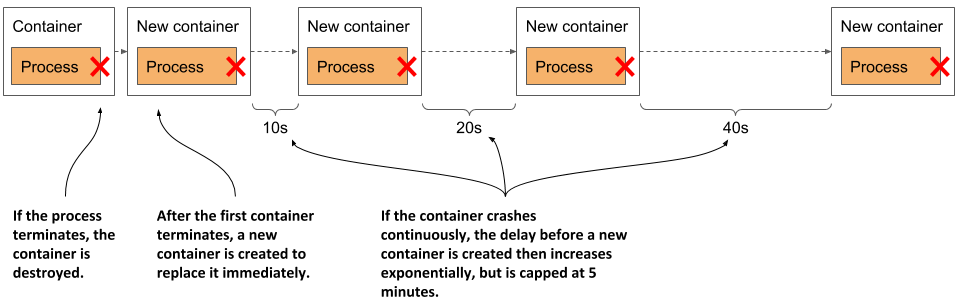 Container
Process
New container
Process
New container
Process
New container
Process
New container
Process
10s
20s
40s
If the process
terminates, the
container is
destroyed.
After the first container
terminates, a new
container is created to
replace it immediately.
If the container crashes
continuously, the delay before a new
container is created then increases
exponentially, but is capped at 5
minutes.